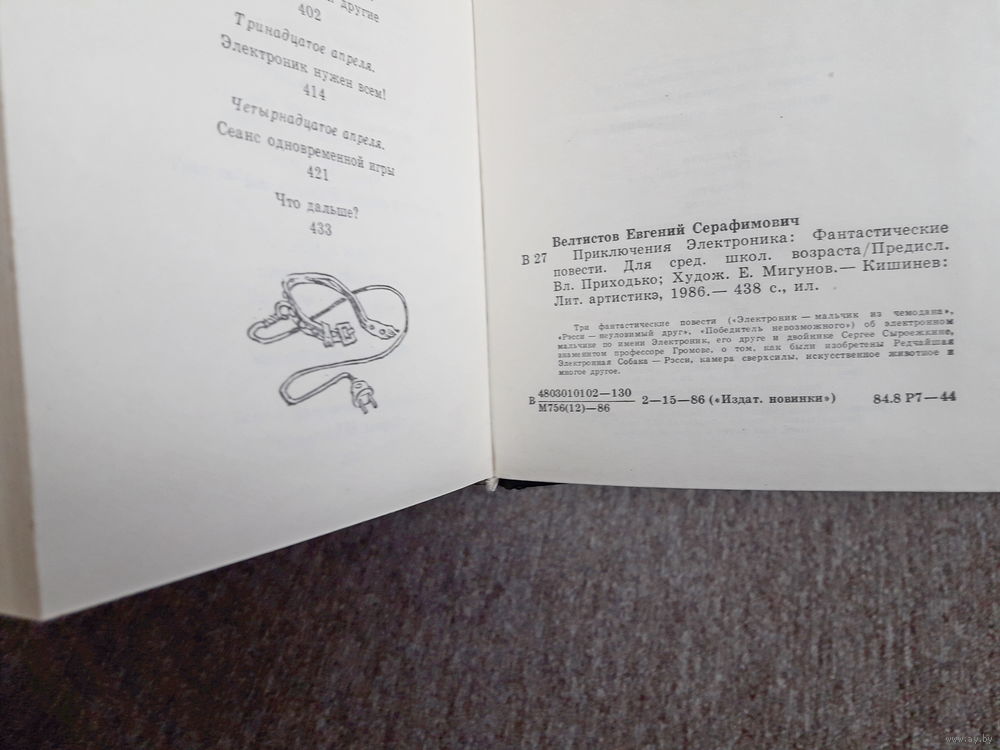 и другие
402
Тринадцатое апреля.
Электроник нужен всем!
414
Четырнадцатое апреля.
Сеанс одновременной игры
421
Что дальше?
433
Велтистов Евгений Серафимович
В 27 Приключения Электроника: Фантастические
повести. Для сред. школ. возраста/Предисл.
Вл. Приходько; Худож. Е. Мигунов.— Кишинев:
Лит. артистикэ, 1986.— 438 с., ил.
Три фантастические повести («Электроник — мальчик из чемодана»,
«Рэсси — неуловимый друг», «Победитель невозможного») об электронном
мальчике по имени Электроник, его друге и двойнике Сергее Сыроежкине,
знаменитом профессоре Громове, о том, как были изобретены Редчайшая
Электронная Собака — Рэсси, камера сверхсилы, искусственное животное и
многое другое.
В 4803010102—130
М756(12)—86
2—15—86 («Издат. новинки») 84.8 Р7—44
www.ay.by